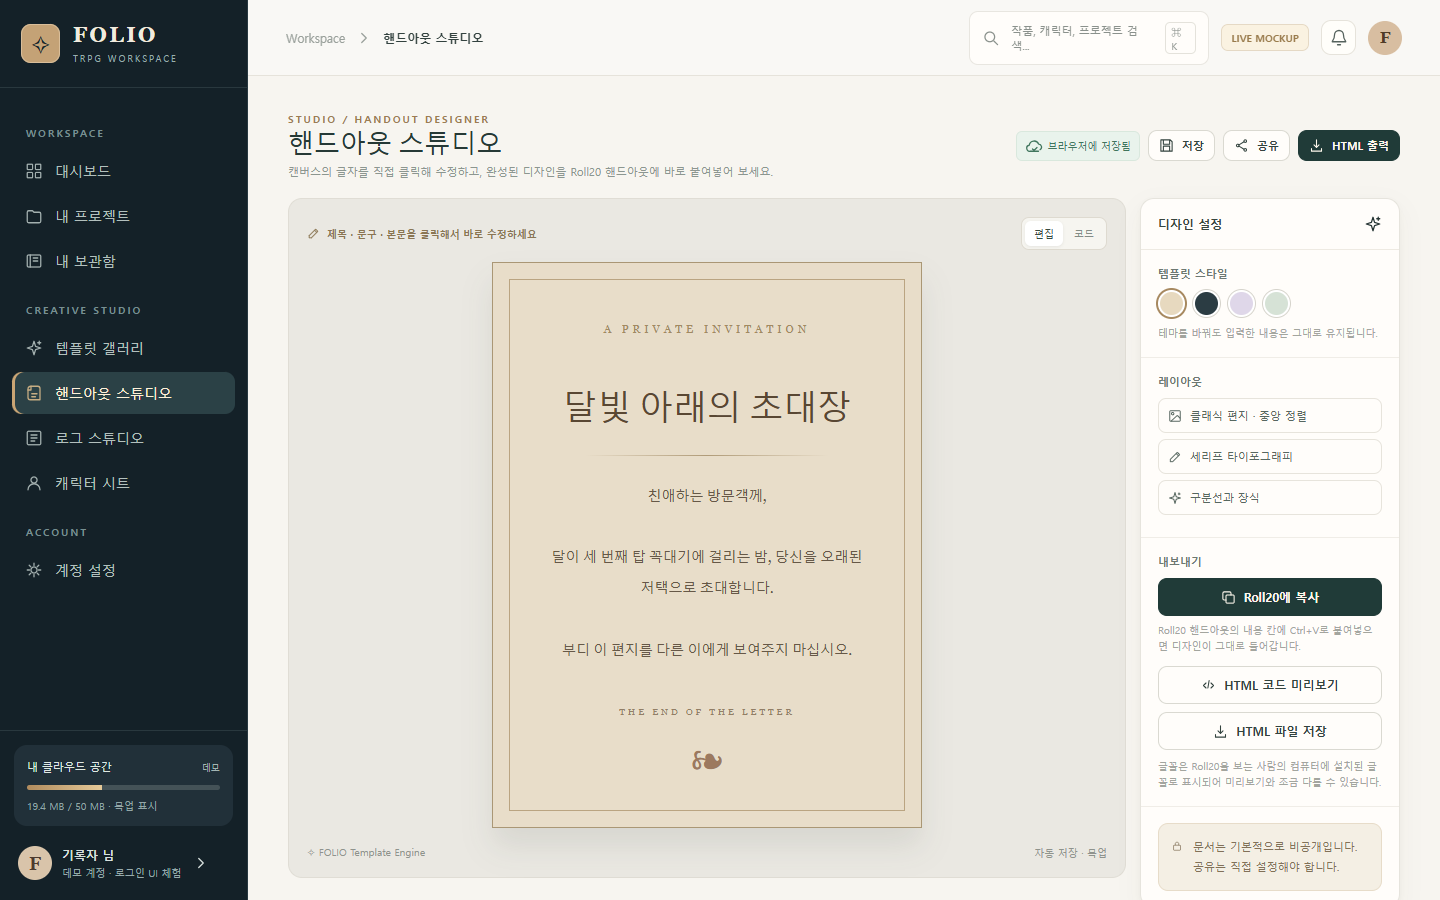 FOLIO
TRPG WORKSPACE
WORKSPACE
대시보드
내 프로젝트
내 보관함
CREATIVE STUDIO
템플릿 갤러리
핸드아웃 스튜디오
로그 스튜디오
캐릭터 시트
ACCOUNT
계정 설정
내 클라우드 공간
데모
19.4 MB / 50 MB · 목업 표시
F
기록자 님
데모 계정 · 로그인 UI 체험
Workspace
핸드아웃 스튜디오
작품, 캐릭터, 프로젝트 검
색...
⌘
K
LIVE MOCKUP
F
STUDIO / HANDOUT DESIGNER
핸드아웃 스튜디오
캔버스의 글자를 직접 클릭해 수정하고, 완성된 디자인을 Roll20 핸드아웃에 바로 붙여넣어 보세요.
브라우저에 저장됨
저장
공유
HTML 출력
제목 · 문구 · 본문을 클릭해서 바로 수정하세요
편집
코드
A PRIVATE INVITATION
달빛 아래의 초대장
친애하는 방문객께,
달이 세 번째 탑 꼭대기에 걸리는 밤, 당신을 오래된
저택으로 초대합니다.
부디 이 편지를 다른 이에게 보여주지 마십시오.
THE END OF THE LETTER
❧
✧ FOLIO Template Engine
자동 저장 · 목업
디자인 설정
템플릿 스타일
테마를 바꿔도 입력한 내용은 그대로 유지됩니다.
레이아웃
클래식 편지 · 중앙 정렬
세리프 타이포그래피
구분선과 장식
내보내기
Roll20에 복사
Roll20 핸드아웃의 내용 칸에 Ctrl+V로 붙여넣으
면 디자인이 그대로 들어갑니다.
HTML 코드 미리보기
HTML 파일 저장
글꼴은 Roll20을 보는 사람의 컴퓨터에 설치된 글
꼴로 표시되어 미리보기와 조금 다를 수 있습니다.
문서는 기본적으로 비공개입니다.
공유는 직접 설정해야 합니다.